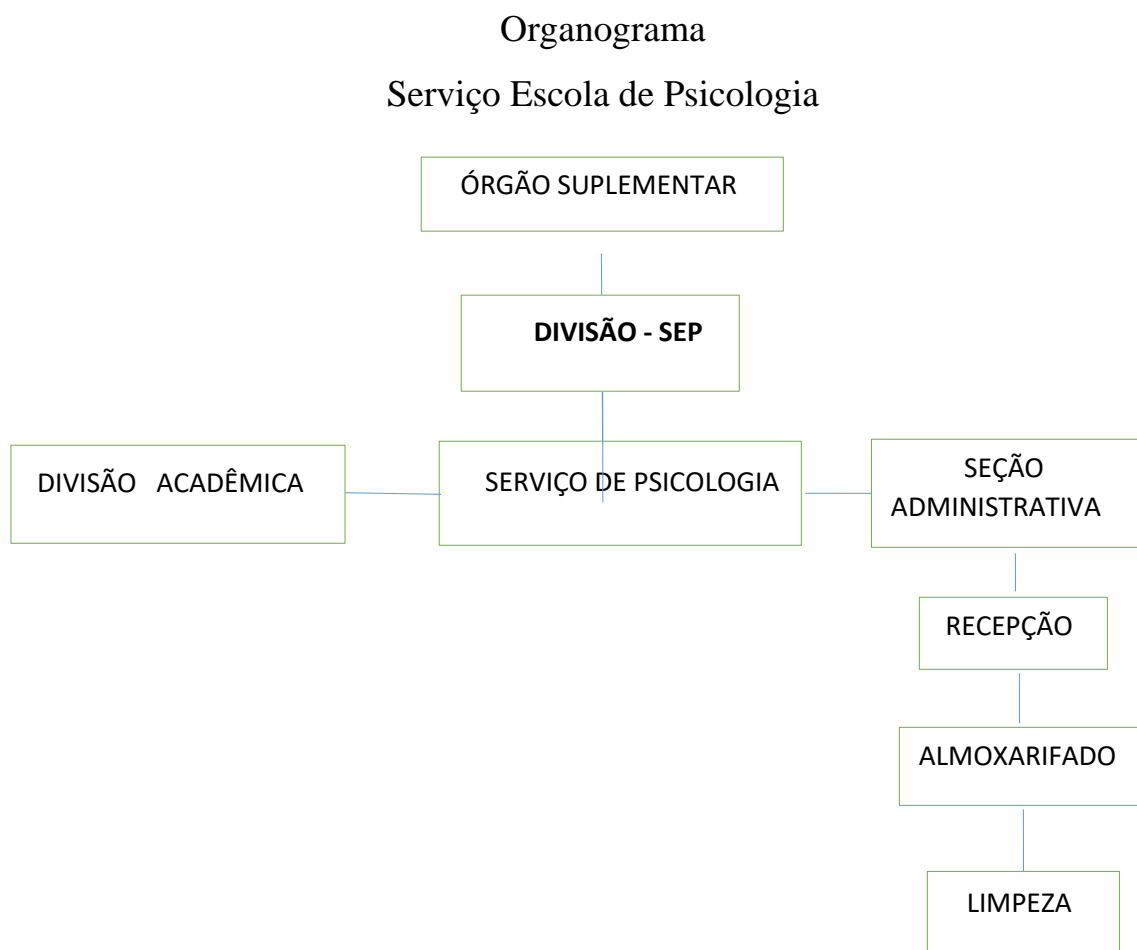 Organograma
Serviço Escola de Psicologia
ÓRGÃO SUPLEMENTAR
DIVISÃO - SEP
DIVISÃO ACADÊMICA
SERVIÇO DE PSICOLOGIA
SEÇÃO
ADMINISTRATIVA
RECEPÇÃO
ALMOXARIFADO
LIMPEZA